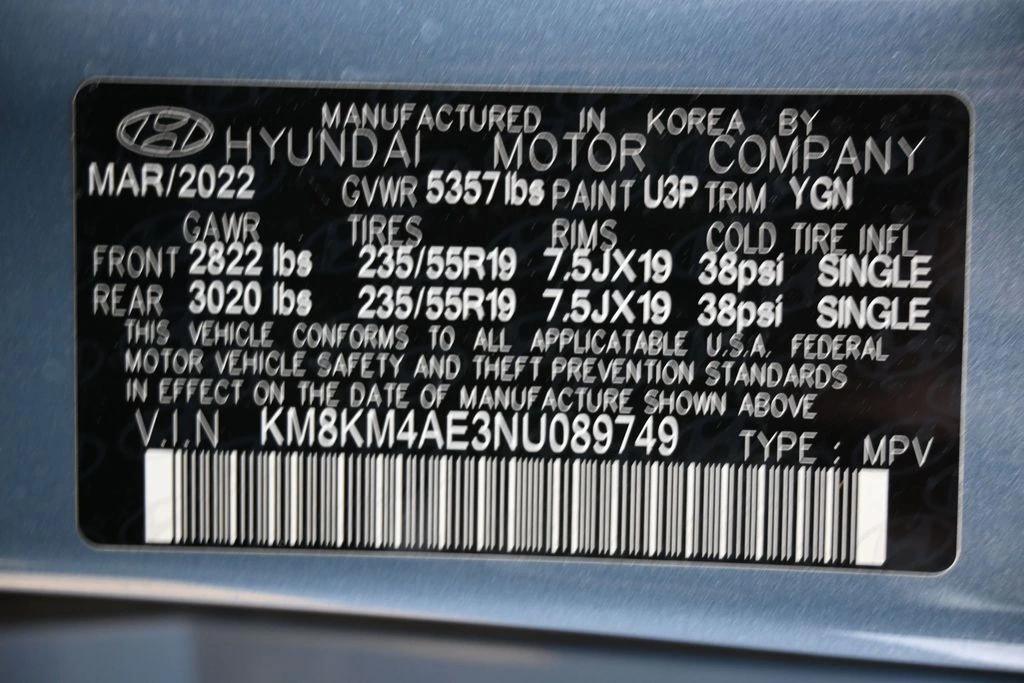 MANUFACTURED IN KOREA BY
HYUNDAI MOTOR COMPANY
MAR/2022 GVWR 5357lbs PAINT U3P TRIM YGN
GAWR TIRES RIMS COLD TIRE INFL
FRONT 2822 lbs 235/55R19 7.5JX19 38psi SINGLE
REAR 3020 lbs 235/55R19 7.5JX19 38psi SINGLE
THIS VEHICLE CONFORMS TO ALL APPLICATABLE U.S.A. FEDERAL
MOTOR VEHICLE SAFETY AND THEFT PREVENTION STANDARDS
IN EFFECT ON THE DATE OF MANUFACTURE SHOWN ABOVE
V.I.N KM8KM4AE3NU089749 TYPE : MPV